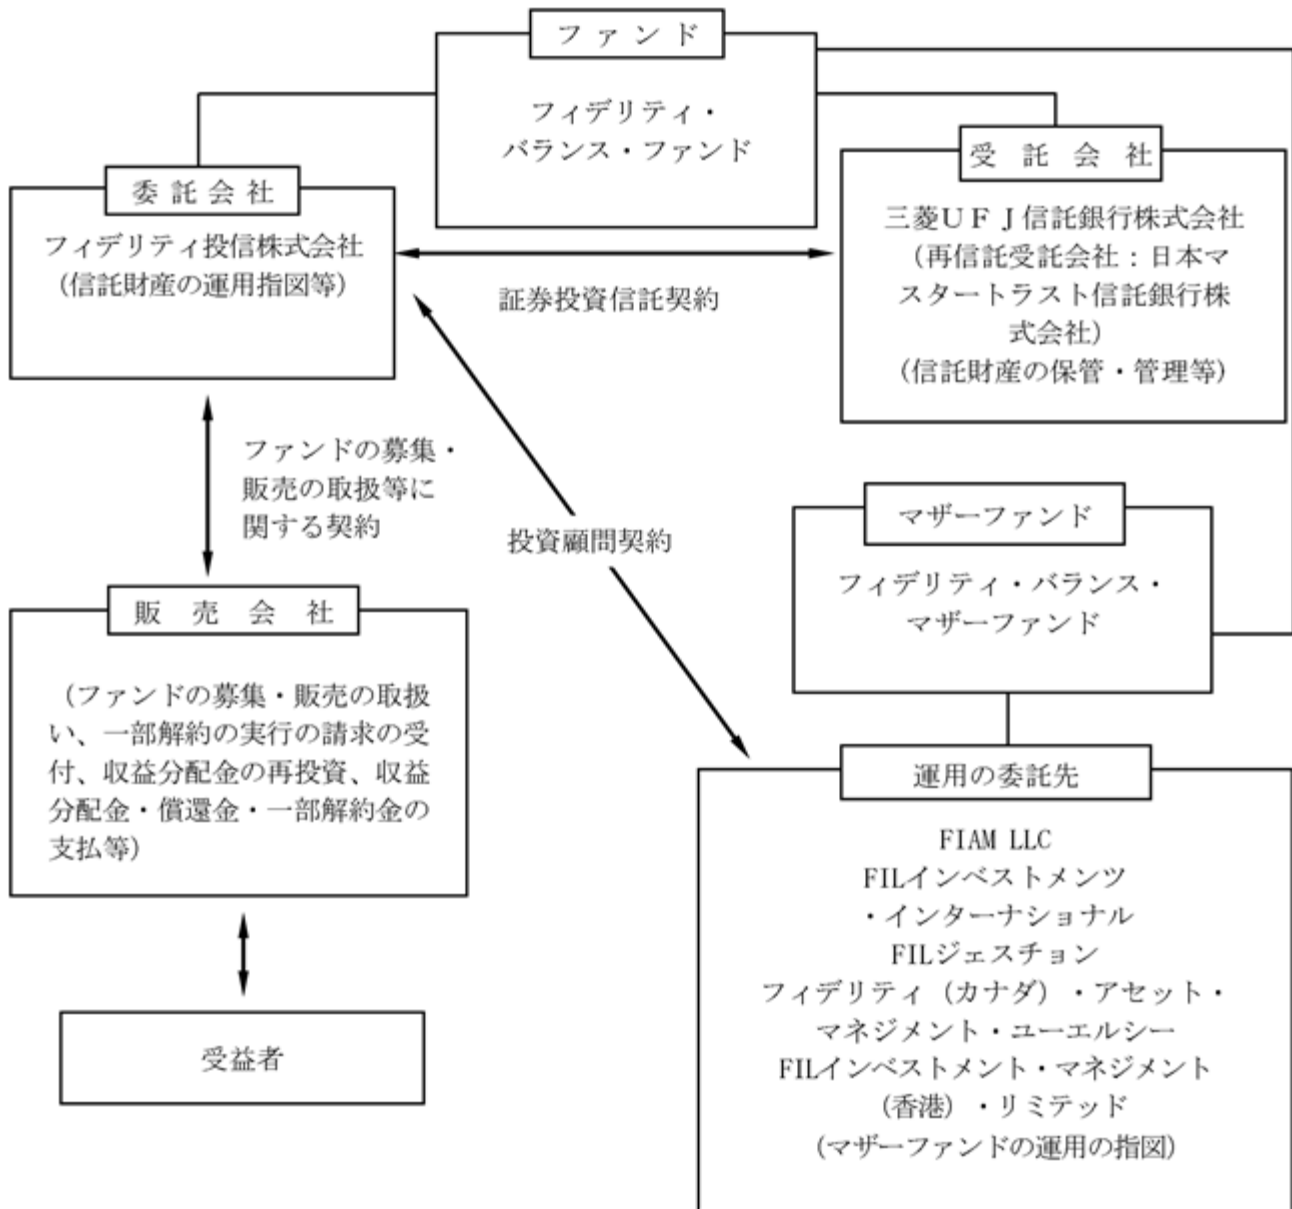 ファンド
フィデリティ・
バランス・ファンド
委託会社
フィデリティ投信株式会社
(信託財産の運用指図等)
証券投資信託契約
受託会社
三菱UFJ信託銀行株式会社
(再信託受託会社:日本マ
スタートラスト信託銀行株
式会社)
(信託財産の保管・管理等)
ファンドの募集・
販売の取扱等に
関する契約
投資顧問契約
マザーファンド
フィデリティ・バランス・
マザーファンド
販売会社
(ファンドの募集・販売の取扱
い、一部解約の実行の請求の受
付、収益分配金の再投資、収益
分配金・償還金・一部解約金の
支払等)
受益者
運用の委託先
FIAM LLC
FILインベストメンツ
・インターナショナル
FILジェスチョン
フィデリティ(カナダ)・アセット・
マネジメント・ユーエルシー
FILインベストメント・マネジメント
(香港)・リミテッド
(マザーファンドの運用の指図)